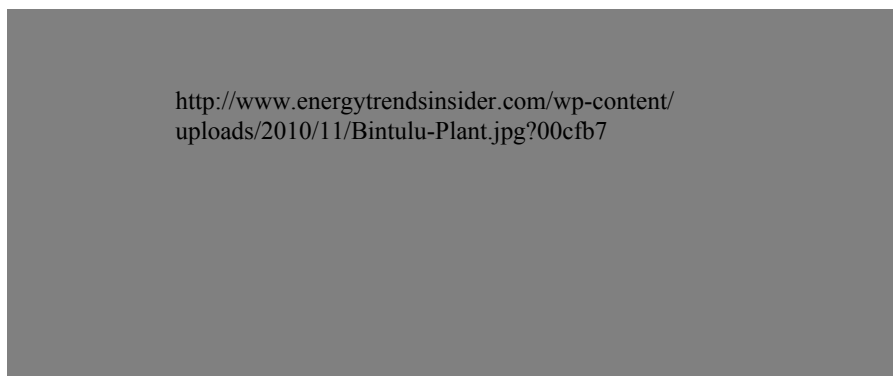 http://www.energytrendsinsider.com/wp-content/
uploads/2010/11/Bintulu-Plant.jpg?00cfb7